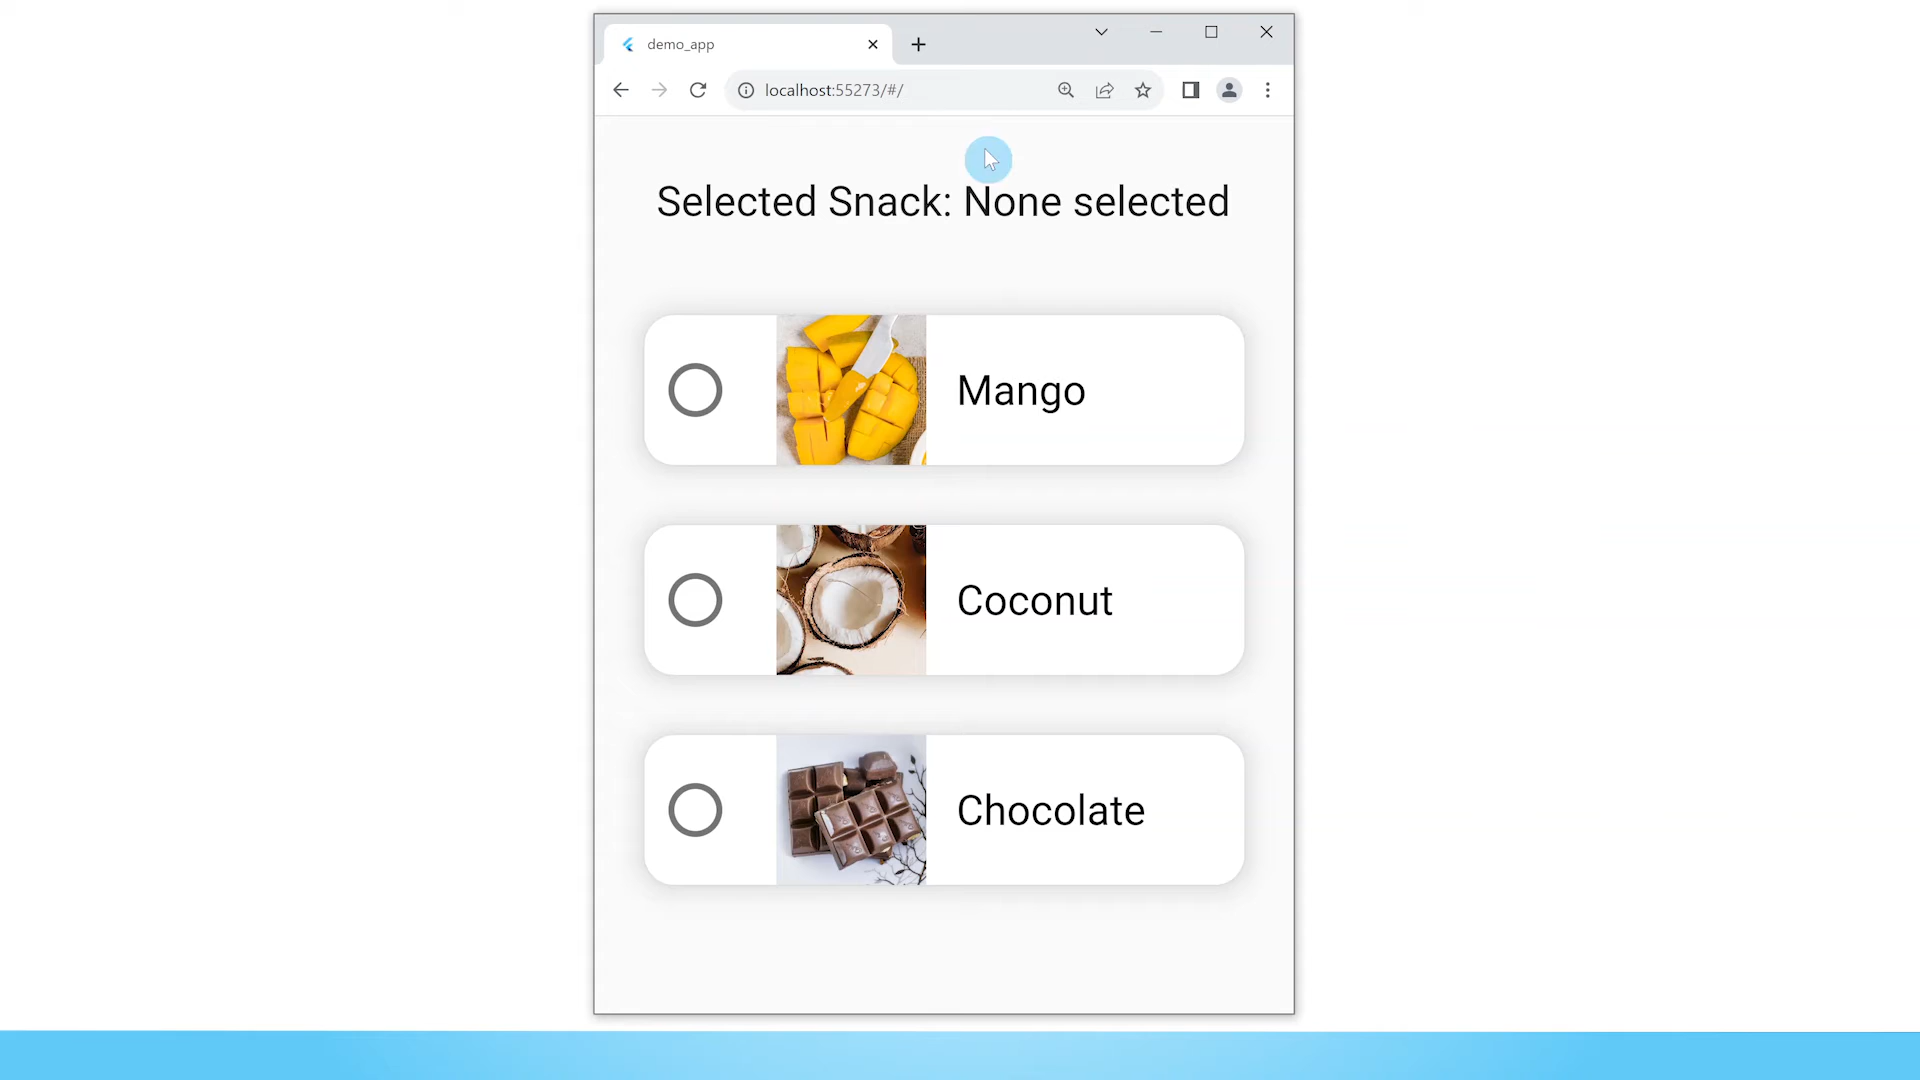 demo_app
localhost:55273/#/
Selected Snack: None selected
Mango
Coconut
Chocolate